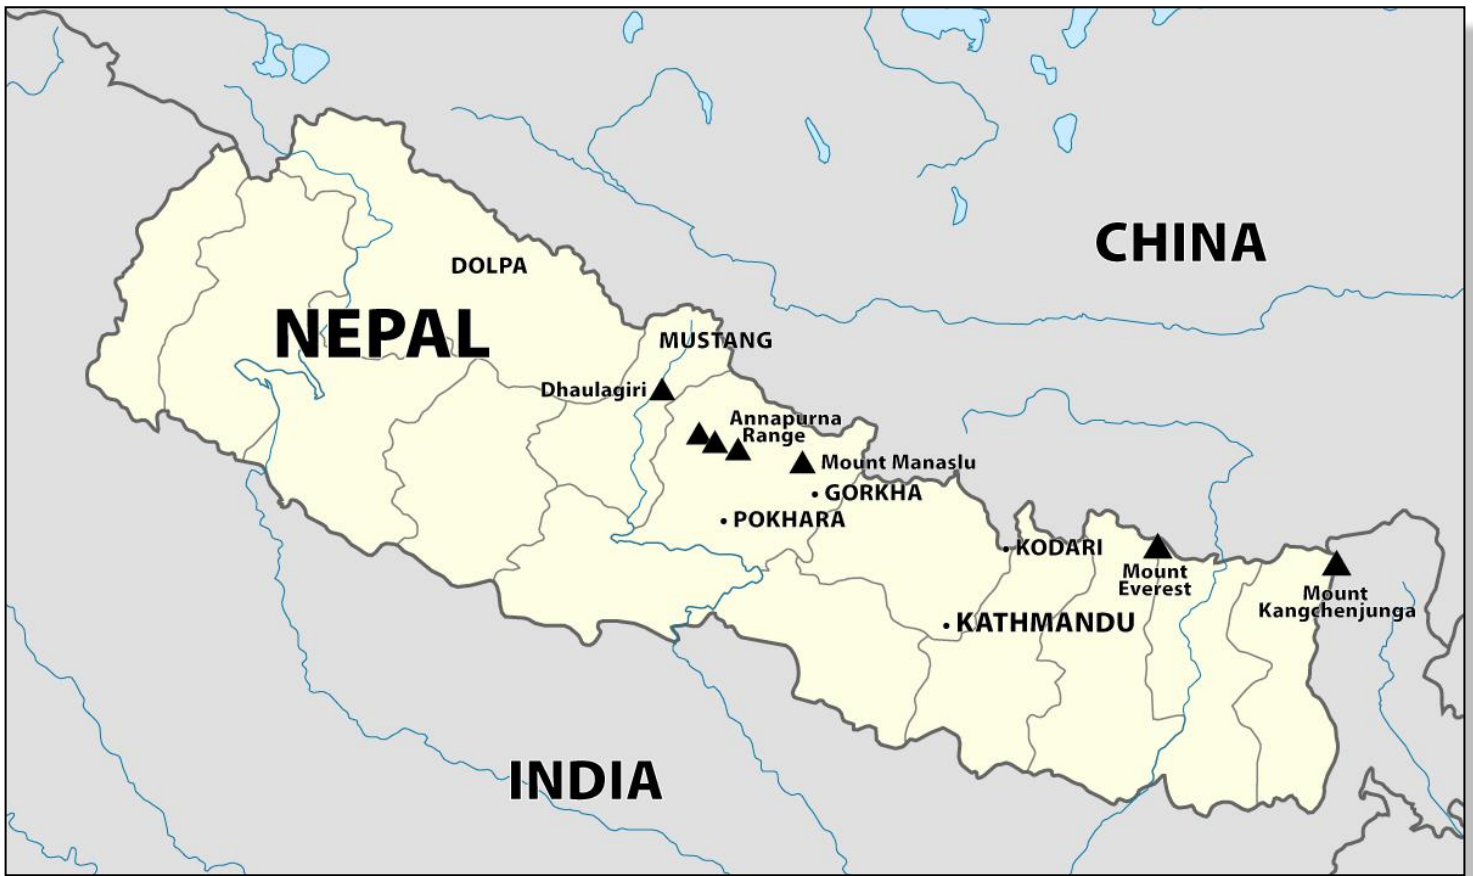 CHINA
DOLPA
NEPAL
MUSTANG
Dhaulagiri
Annapurna
Range
Mount Manaslu
GORKHA
POKHARA
KODARI
Mount
Everest
Mount
Kangchenjunga
KATHMANDU
INDIA